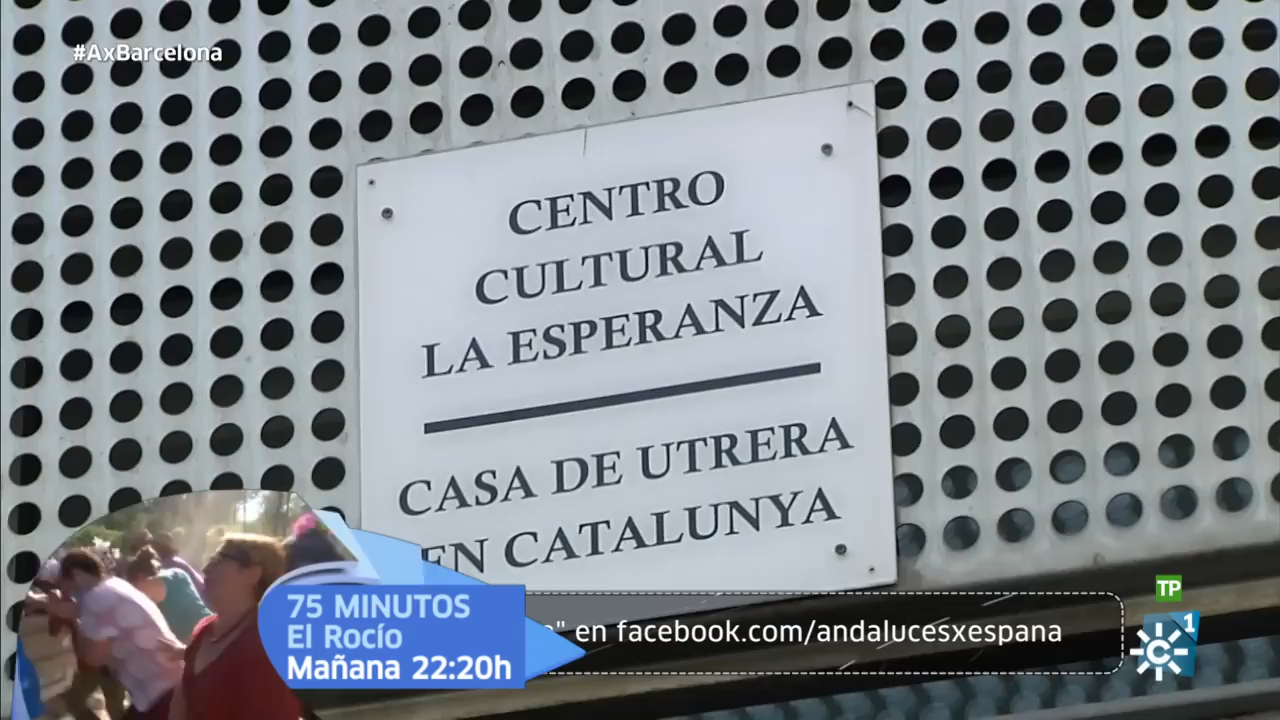 #AxBarcelona
CENTRO
CULTURAL
LA ESPERANZA
CASA DE UTRERA
EN CATALUNYA
75 MINUTOS
El Rocío
Mañana 22:20h
" en facebook.com/andalucesxespana
TP
1